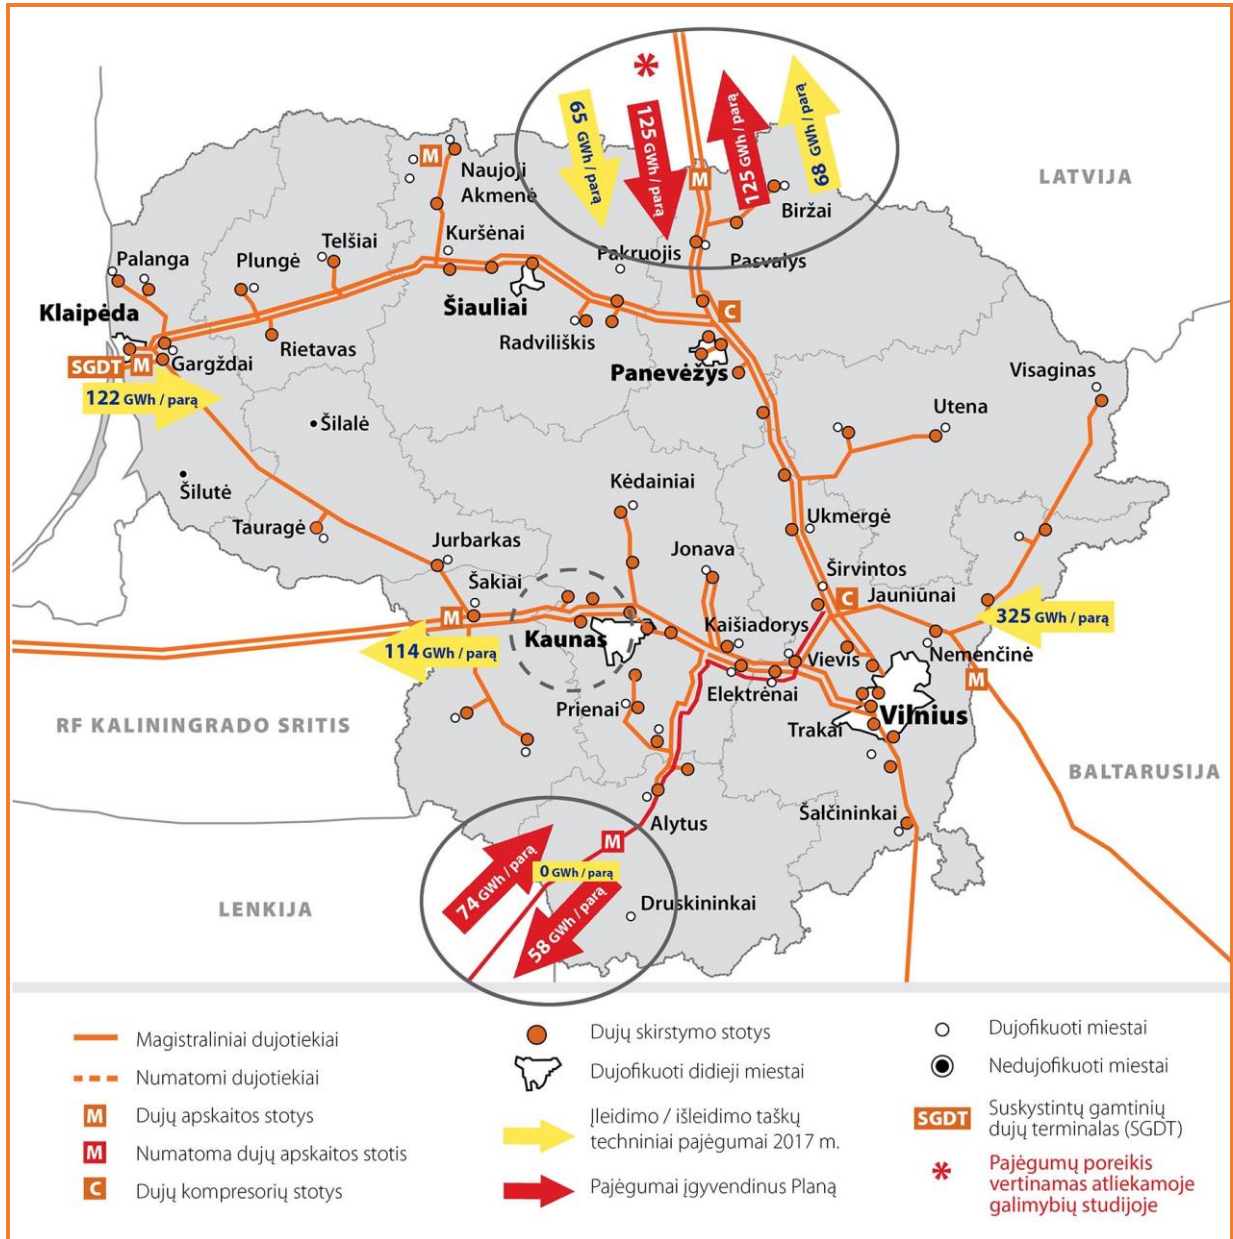 *
65 GWh / parą
125 GWh / parą
125 GWh / parą
68 GWh / parą
LATVIJA
M
Naujoji
Akmenė
M
Biržai
Kuršėnai
Telšiai
Palanga
Plungė
Pakruojis
Pasvalys
Klaipėda
Šiauliai
C
Radviliškis
Rietavas
SGDT
M
Gargždai
Panevėžys
Visaginas
122 GWh / parą
Utena
Šilalė
Šilutė
Kėdainiai
Tauragė
Ukmergė
Jurbarkas
Jonava
Širvintos
Šakiai
C
Jauniūnai
M
Kaunas
Kaišiadorys
325 GWh / parą
114 GWh / parą
Vievis
Nemenčinė
M
Elektrėnai
Prienai
Vilnius
Trakai
RF KALININGRADO SRITIS
BALTARUSIJA
Alytus
Šalčininkai
M
74 GWh / parą
0 GWh / parą
58 GWh / parą
LENKIJA
Druskininkai
Magistraliniai dujotiekiai
Numatomi dujotiekiai
M Dujų apskaitos stotys
M Numatoma dujų apskaitos stotis
C Dujų kompresorių stotys
Dujų skirstymo stotys
Dujofikuoti didieji miestai
Įleidimo / išleidimo taškų
techniniai pajėgumai 2017 m.
Pajėgumai įgyvendinus Planą
Dujofikuoti miestai
Nedujofikuoti miestai
SGDT Suskystintų gamtinių
dujų terminalas (SGDT)
* Pajėgumų poreikis
vertinamas atliekamoje
galimybių studijoje